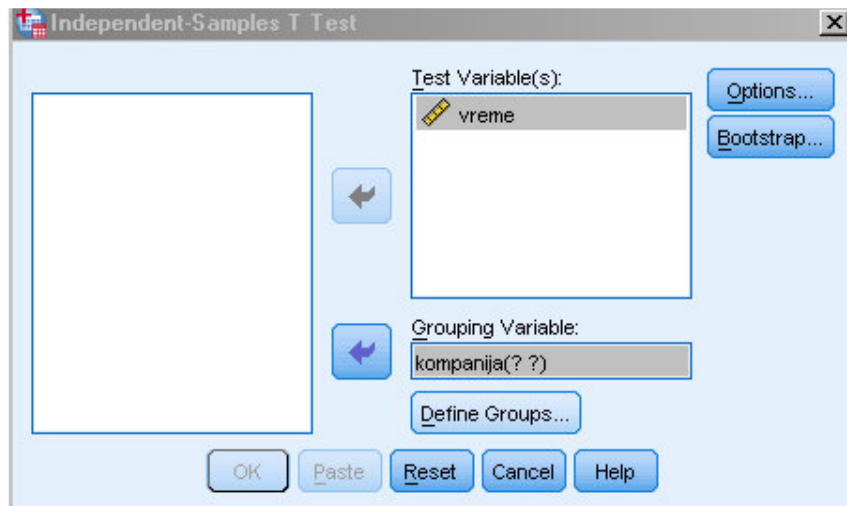 Independent-Samples T Test
Test Variable(s):
vreme
Options...
Bootstrap...
Grouping Variable:
kompanija(? ?)
Define Groups...
OK Paste Reset Cancel Help